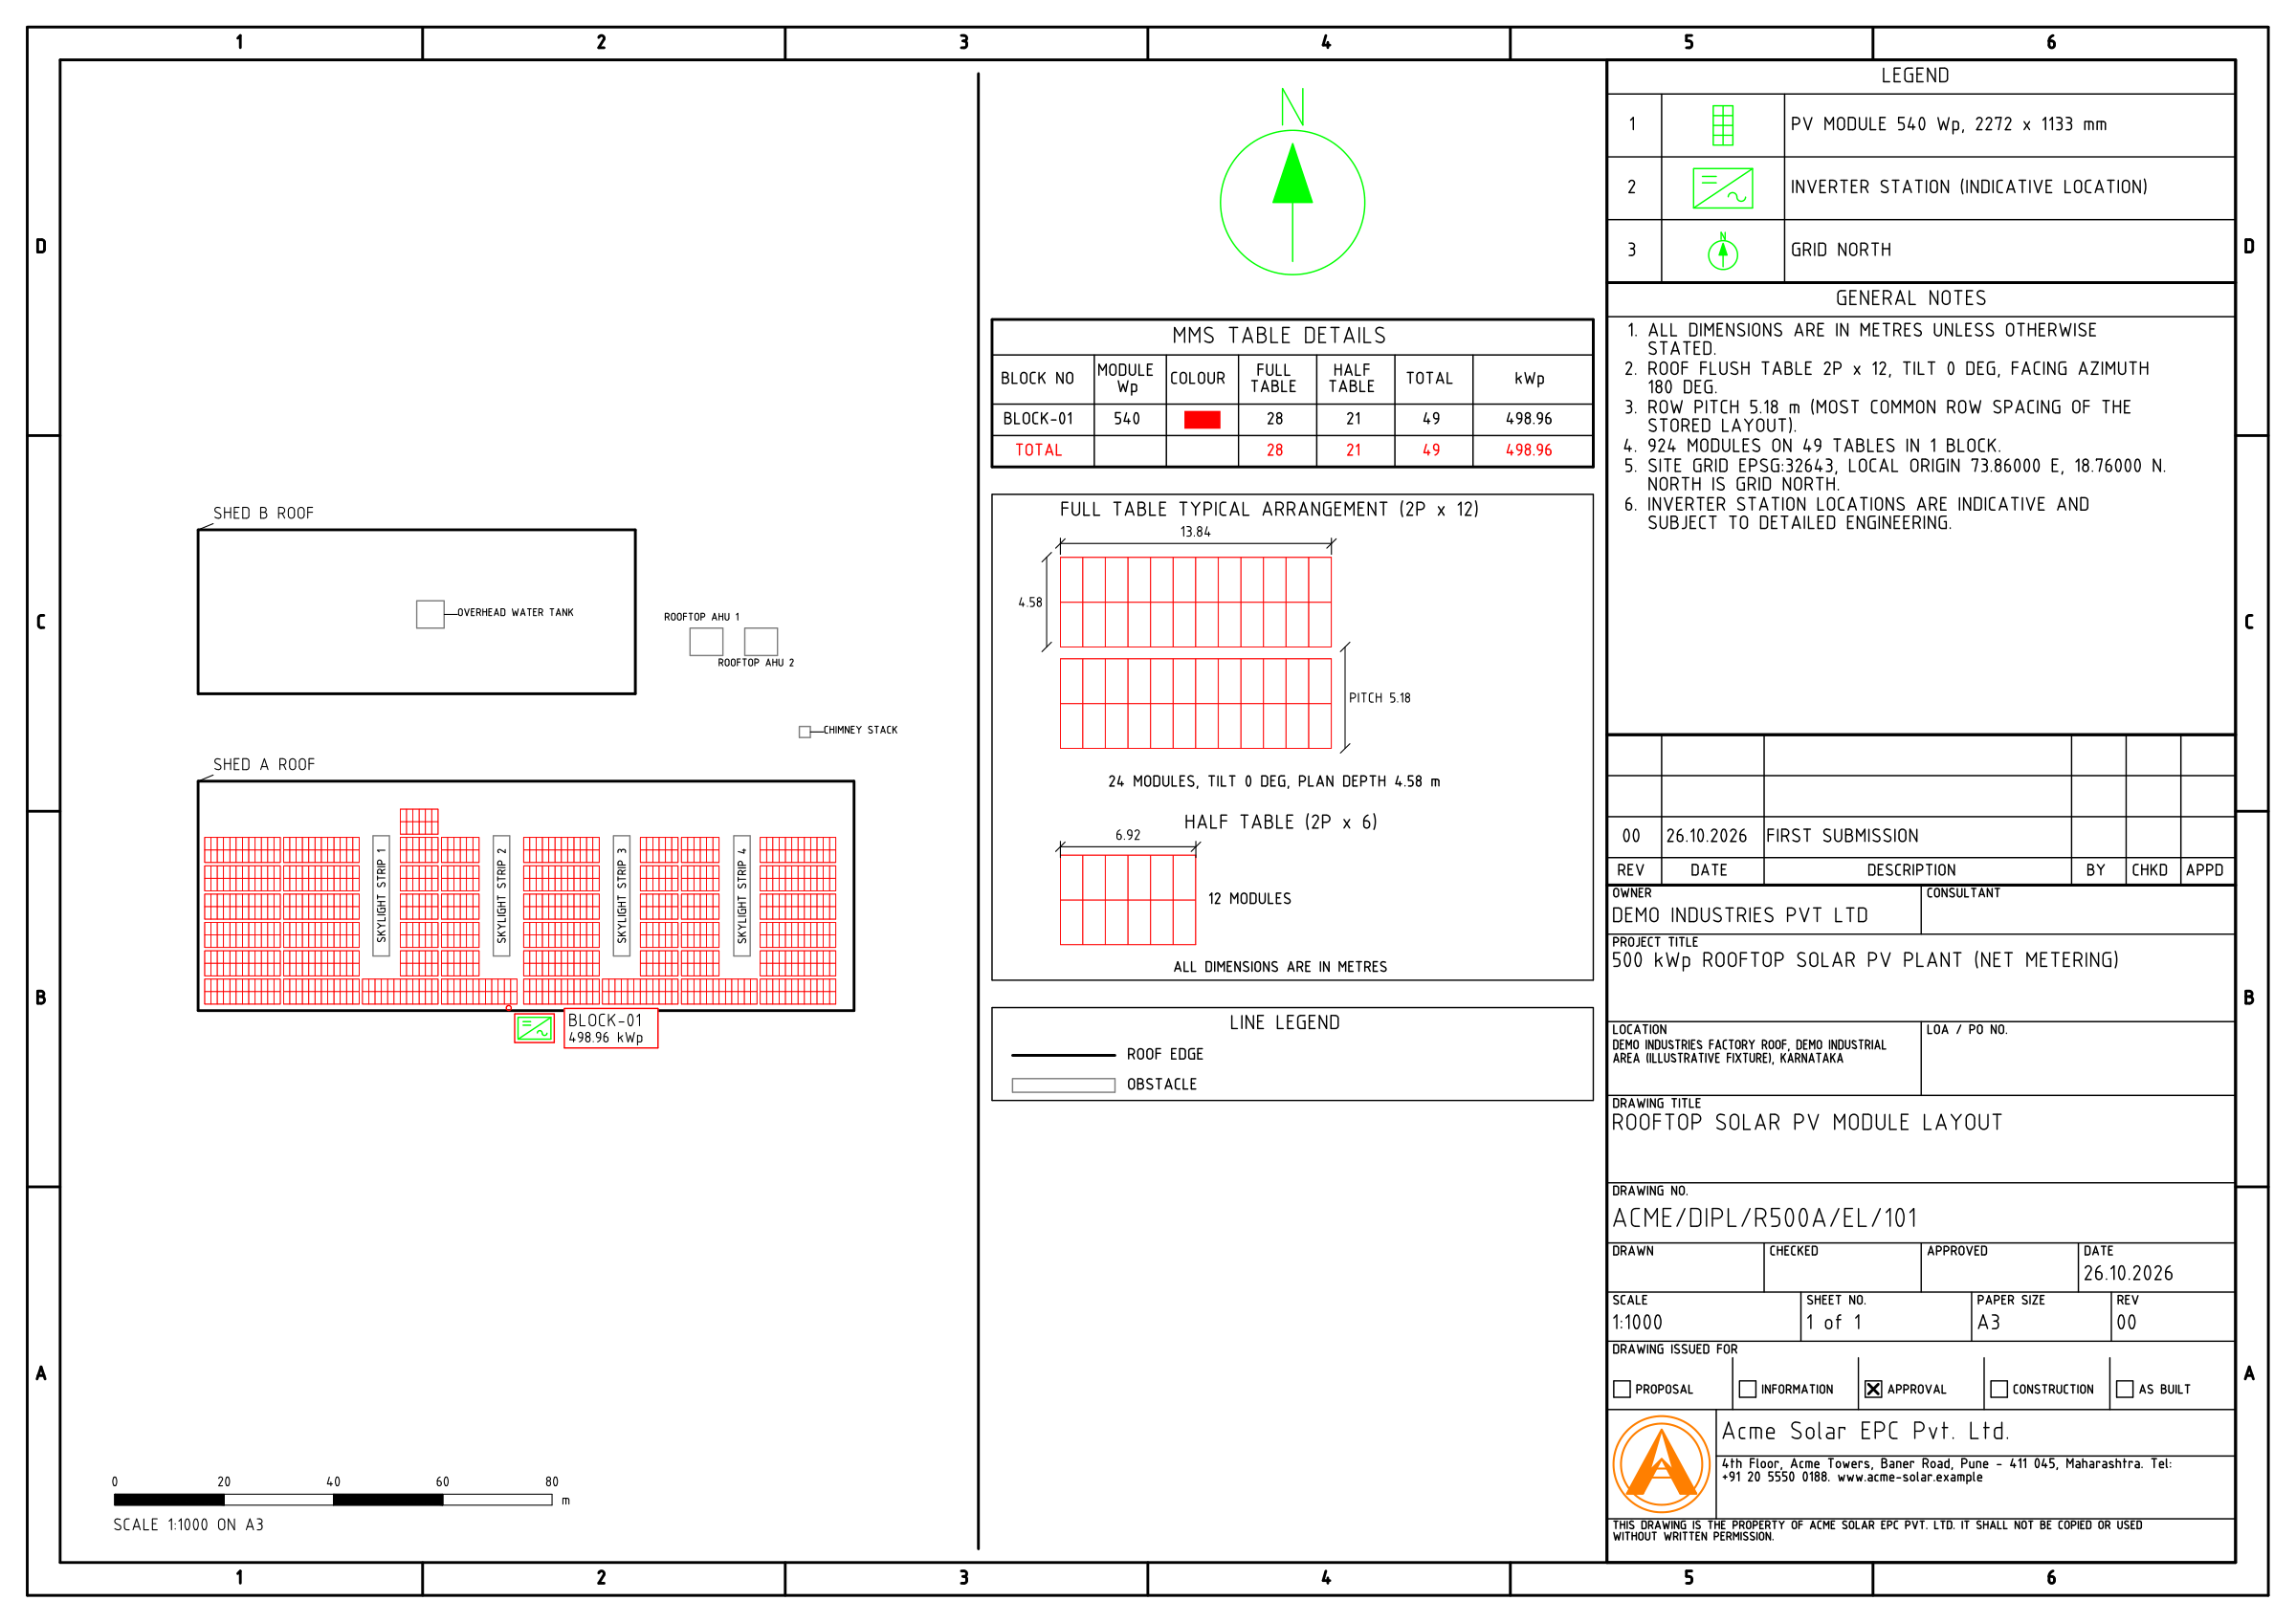 1 2 3 4 5 6
D D
C C
B B
A A
1 2 3 4 5 6
SHED B ROOF
OVERHEAD WATER TANK
ROOFTOP AHU 1
ROOFTOP AHU 2
CHIMNEY STACK
SHED A ROOF
SKYLIGHT STRIP 1
SKYLIGHT STRIP 2
SKYLIGHT STRIP 3
SKYLIGHT STRIP 4
BLOCK-01
498.96 kWp
0 20 40 60 80
m
SCALE 1:1000 ON A3
N
MMS TABLE DETAILS
BLOCK NO MODULE Wp COLOUR FULL TABLE HALF TABLE TOTAL kWp
BLOCK-01 540 28 21 49 498.96
TOTAL 28 21 49 498.96
FULL TABLE TYPICAL ARRANGEMENT (2P x 12)
13.84
4.58
PITCH 5.18
24 MODULES, TILT 0 DEG, PLAN DEPTH 4.58 m
HALF TABLE (2P x 6)
6.92
12 MODULES
ALL DIMENSIONS ARE IN METRES
LINE LEGEND
ROOF EDGE
OBSTACLE
LEGEND
1 PV MODULE 540 Wp, 2272 x 1133 mm
2 INVERTER STATION (INDICATIVE LOCATION)
3 N GRID NORTH
GENERAL NOTES
1. ALL DIMENSIONS ARE IN METRES UNLESS OTHERWISE
STATED.
2. ROOF FLUSH TABLE 2P x 12, TILT 0 DEG, FACING AZIMUTH
180 DEG.
3. ROW PITCH 5.18 m (MOST COMMON ROW SPACING OF THE
STORED LAYOUT).
4. 924 MODULES ON 49 TABLES IN 1 BLOCK.
5. SITE GRID EPSG:32643, LOCAL ORIGIN 73.86000 E, 18.76000 N.
NORTH IS GRID NORTH.
6. INVERTER STATION LOCATIONS ARE INDICATIVE AND
SUBJECT TO DETAILED ENGINEERING.
00 26.10.2026 FIRST SUBMISSION
REV DATE DESCRIPTION BY CHKD APPD
OWNER CONSULTANT
DEMO INDUSTRIES PVT LTD
PROJECT TITLE
500 kWp ROOFTOP SOLAR PV PLANT (NET METERING)
LOCATION LOA / PO NO.
DEMO INDUSTRIES FACTORY ROOF, DEMO INDUSTRIAL
AREA (ILLUSTRATIVE FIXTURE), KARNATAKA
DRAWING TITLE
ROOFTOP SOLAR PV MODULE LAYOUT
DRAWING NO.
ACME/DIPL/R500A/EL/101
DRAWN CHECKED APPROVED DATE
26.10.2026
SCALE SHEET NO. PAPER SIZE REV
1:1000 1 of 1 A3 00
DRAWING ISSUED FOR
PROPOSAL INFORMATION APPROVAL CONSTRUCTION AS BUILT
Acme Solar EPC Pvt. Ltd.
4th Floor, Acme Towers, Baner Road, Pune - 411 045, Maharashtra. Tel:
+91 20 5550 0188. www.acme-solar.example
THIS DRAWING IS THE PROPERTY OF ACME SOLAR EPC PVT. LTD. IT SHALL NOT BE COPIED OR USED
WITHOUT WRITTEN PERMISSION.